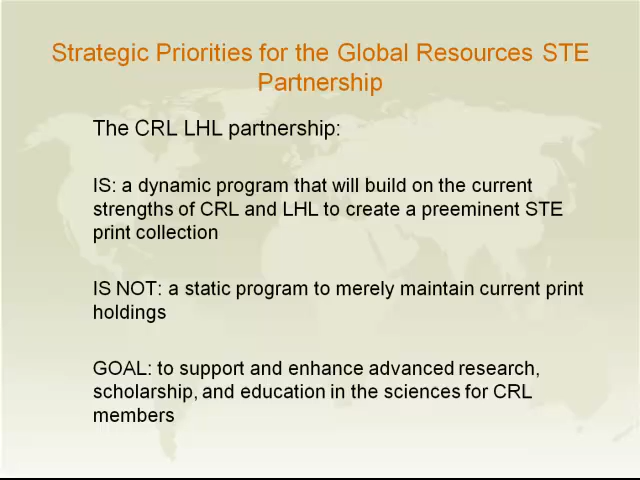 Strategic Priorities for the Global Resources STE
Partnership
The CRL LHL partnership:
IS: a dynamic program that will build on the current
strengths of CRL and LHL to create a preeminent STE
print collection
IS NOT: a static program to merely maintain current print
holdings
GOAL: to support and enhance advanced research,
scholarship, and education in the sciences for CRL
members